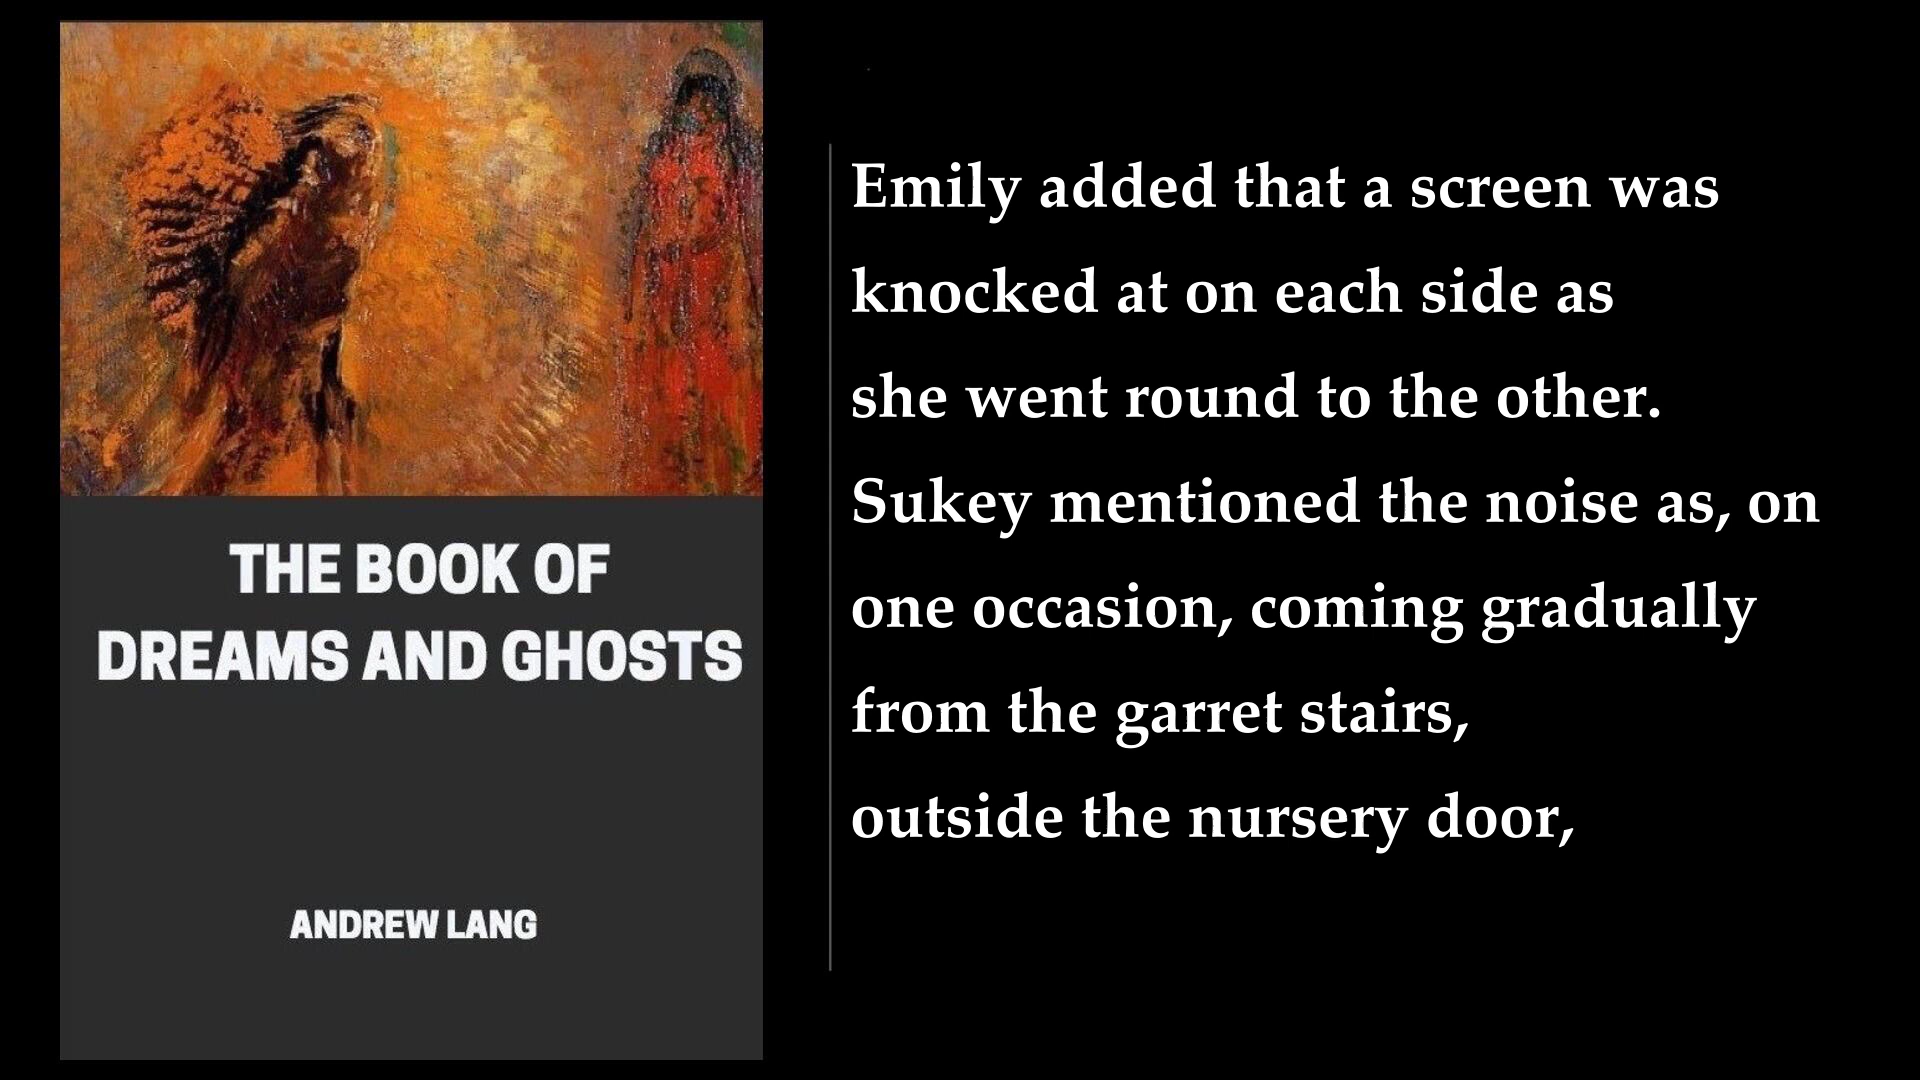 THE BOOK OF
DREAMS AND GHOSTS
ANDREW LANG
Emily added that a screen was
knocked at on each side as
she went round to the other.
Sukey mentioned the noise as, on
one occasion, coming gradually
from the garret stairs,
outside the nursery door,